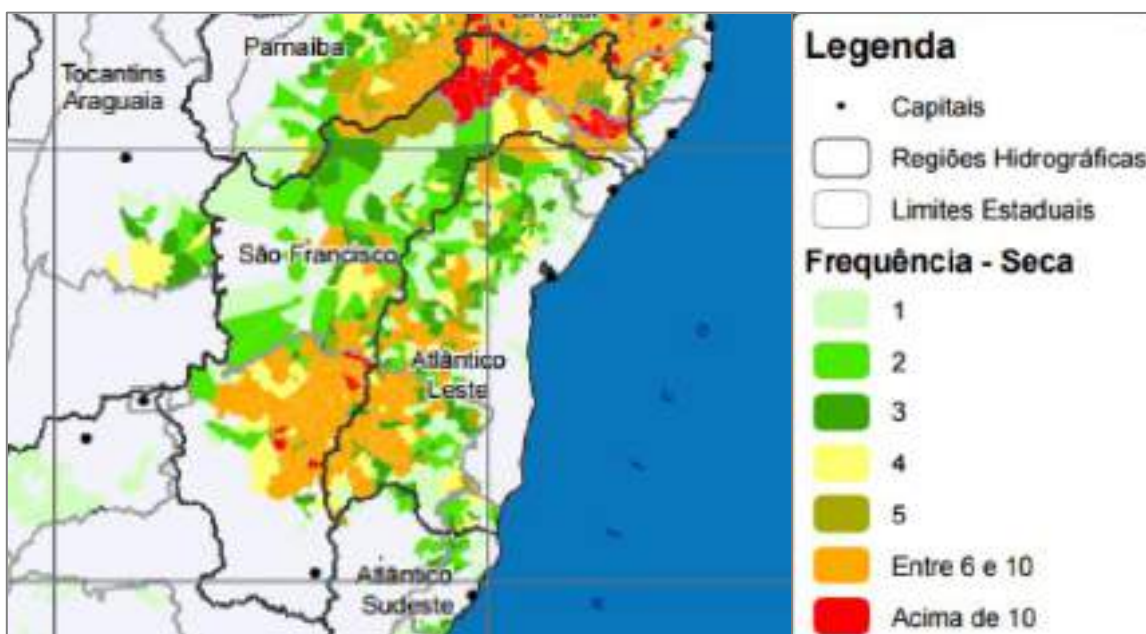 Oriental
Parnaíba
Tocantins
Araguaia
São Francisco
Atlântico
Leste
Atlântico
Sudeste
Legenda
Capitais
Regiões Hidrográficas
Limites Estaduais
Frequência - Seca
1
2
3
4
5
Entre 6 e 10
Acima de 10